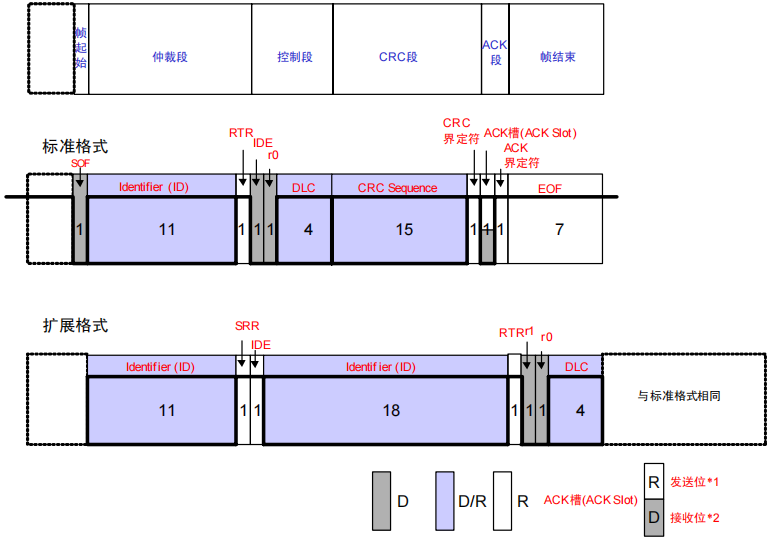 帧起始
仲裁段
控制段
CRC段
ACK段
帧结束
标准格式
RTR
IDE
r0
CRC
界定符
ACK槽(ACK Slot)
ACK
界定符
SOF
Identifier (ID)
DLC
CRC Sequence
EOF
1
11
1
1
1
4
15
1
1
1
7
扩展格式
SRR
IDE
RTR
r1
r0
Identifier (ID)
Identifier (ID)
DLC
11
1
1
18
1
1
1
4
与标准格式相同
D
D/R
R
ACK槽(ACK Slot)
R
发送位*1
D
接收位*2